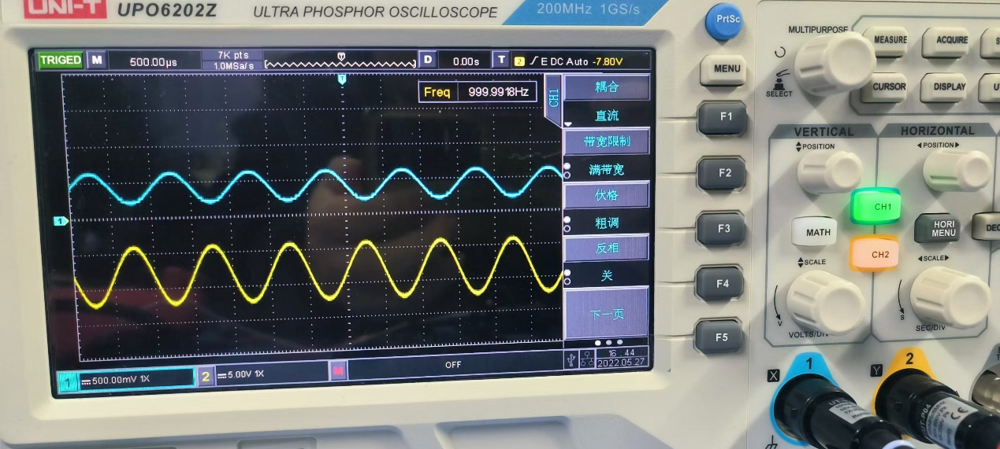 UNI-T UPO6202Z ULTRA PHOSPHOR OSCILLOSCOPE 200MHz 1GS/s
PrtSc
MENU
F1
F2
F3
F4
F5
TRIGED M 500.00μs 7K pts D 0.00s T 2 E DC Auto -7.80V
1.0MSa/s
T
Freq 999.9918Hz
CH1
耦合
直流
带宽限制
满带宽
伏格
粗调
反相
关
下一页
1
1 500.00mV 1X 2 5.00V 1X M OFF
16:44
2022.05.27
MULTIPURPOSE
SELECT
MEASURE ACQUIRE
CURSOR DISPLAY
VERTICAL HORIZONTAL
POSITION POSITION
CH1
MATH HORI MENU
CH2
SCALE SCALE
V S
VOLTS/DIV SEC/DIV
X 1 Y 2
CE